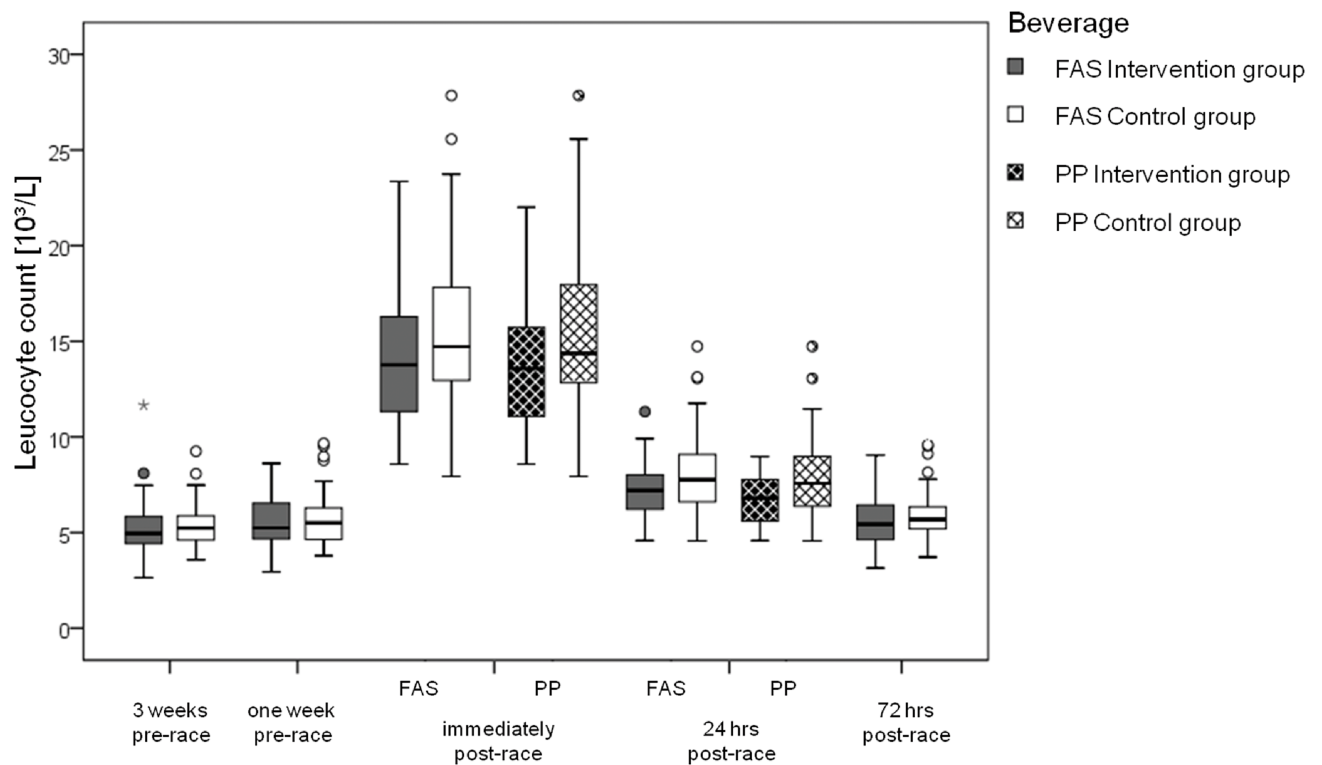 Beverage
FAS Intervention group
FAS Control group
PP Intervention group
PP Control group
Leucocyte count [10³/L]
30
25
20
15
10
5
0
FAS PP FAS PP
3 weeks
pre-race
one week
pre-race
immediately
post-race
24 hrs
post-race
72 hrs
post-race